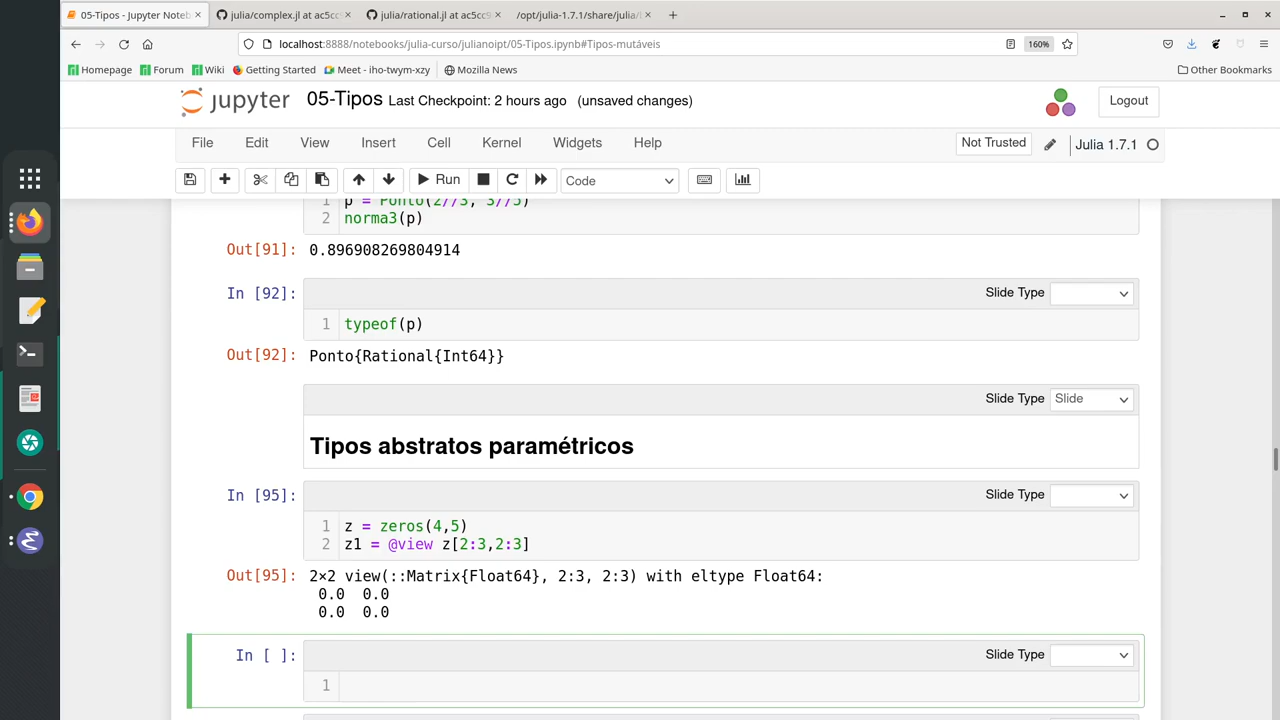 05-Tipos - Jupyter Noteb
julia/complex.jl at ac5cc
julia/rational.jl at ac5cc9
/opt/julia-1.7.1/share/julia/
localhost:8888/notebooks/julia-curso/julianoipt/05-Tipos.ipynb#Tipos-mutáveis
160%
Homepage
Forum
Wiki
Getting Started
Meet - iho-twym-xzy
Mozilla News
Other Bookmarks
jupyter
05-Tipos
Last Checkpoint: 2 hours ago
(unsaved changes)
Logout
File
Edit
View
Insert
Cell
Kernel
Widgets
Help
Not Trusted
Julia 1.7.1
Run
Code
1 p = Ponto(2//3, 3//5)
2 norma3(p)
Out[91]: 0.896908269804914
In [92]:
Slide Type
1 typeof(p)
Out[92]: Ponto{Rational{Int64}}
Slide Type Slide
Tipos abstratos paramétricos
In [95]:
Slide Type
1 z = zeros(4,5)
2 z1 = @view z[2:3,2:3]
Out[95]: 2×2 view(::Matrix{Float64}, 2:3, 2:3) with eltype Float64:
0.0 0.0
0.0 0.0
In [ ]:
Slide Type
1